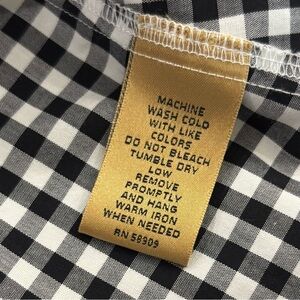 MACHINE
WASH COLD
WITH LIKE
COLORS
DO NOT BLEACH
TUMBLE DRY
LOW
REMOVE
PROMPTLY
AND HANG
WARM IRON
WHEN NEEDED
RN 58909